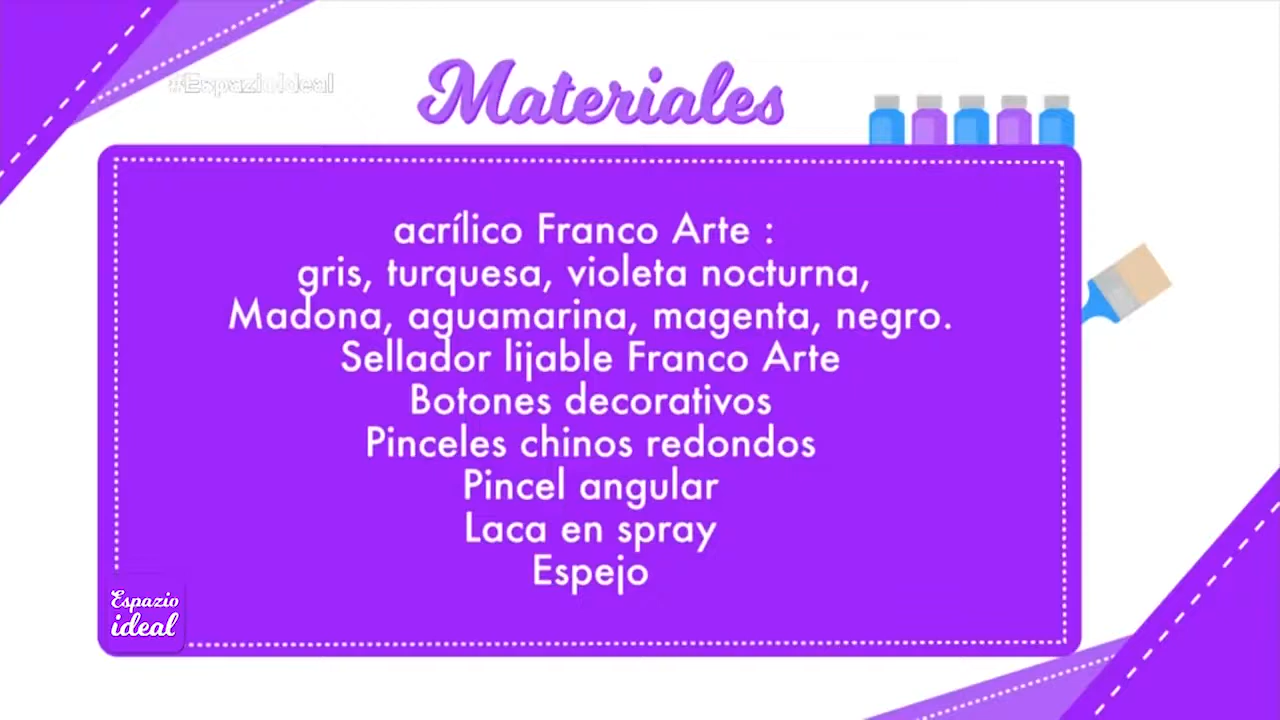 #EspazioIdeal
Materiales
acrílico Franco Arte :
gris, turquesa, violeta nocturna,
Madona, aguamarina, magenta, negro.
Sellador lijable Franco Arte
Botones decorativos
Pinceles chinos redondos
Pincel angular
Laca en spray
Espejo
Espazio
ideal